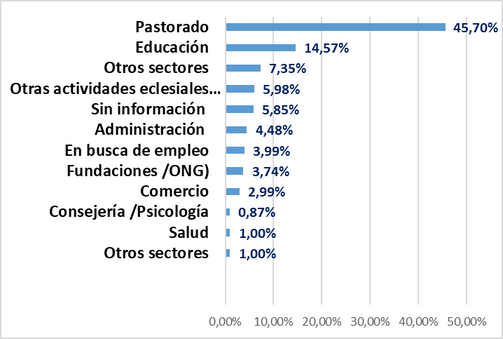 Pastorado 45,70%
Educación 14,57%
Otros sectores 7,35%
Otras actividades eclesiales... 5,98%
Sin información 5,85%
Administración 4,48%
En busca de empleo 3,99%
Fundaciones /ONG) 3,74%
Comercio 2,99%
Consejería /Psicología 0,87%
Salud 1,00%
Otros sectores 1,00%
0,00% 10,00% 20,00% 30,00% 40,00% 50,00%